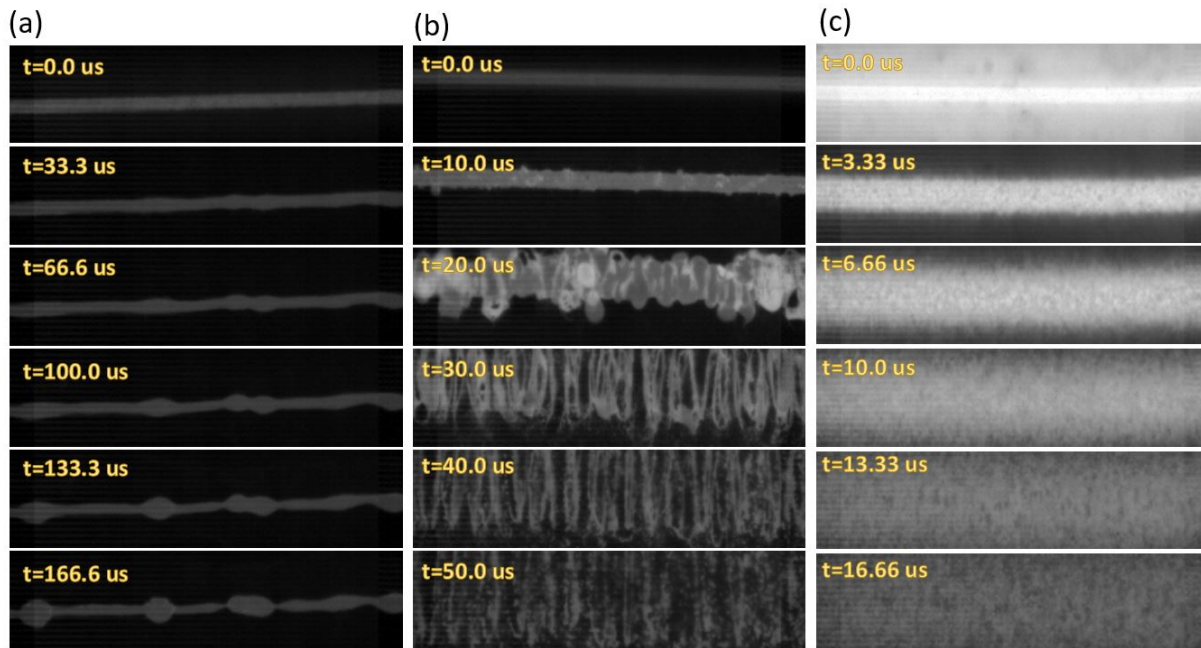 (a)
t=0.0 us
t=33.3 us
t=66.6 us
t=100.0 us
t=133.3 us
t=166.6 us
(b)
t=0.0 us
t=10.0 us
t=20.0 us
t=30.0 us
t=40.0 us
t=50.0 us
(c)
t=0.0 us
t=3.33 us
t=6.66 us
t=10.0 us
t=13.33 us
t=16.66 us